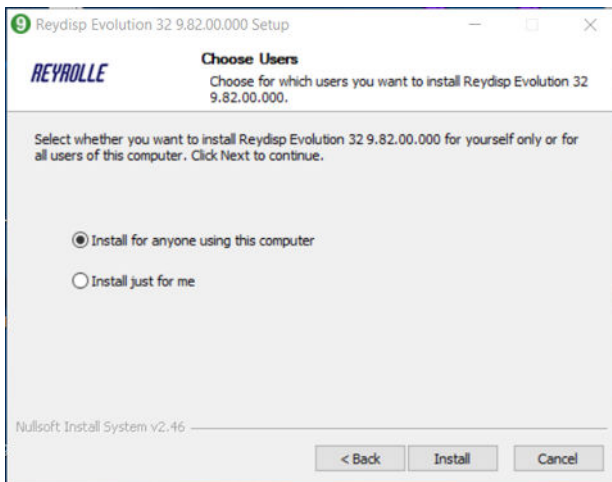 9 Reydisp Evolution 32 9.82.00.000 Setup
REYROLLE
Choose Users
Choose for which users you want to install Reydisp Evolution 32
9.82.00.000.
Select whether you want to install Reydisp Evolution 32 9.82.00.000 for yourself only or for
all users of this computer. Click Next to continue.
Install for anyone using this computer
Install just for me
Nullsoft Install System v2.46
< Back
Install
Cancel